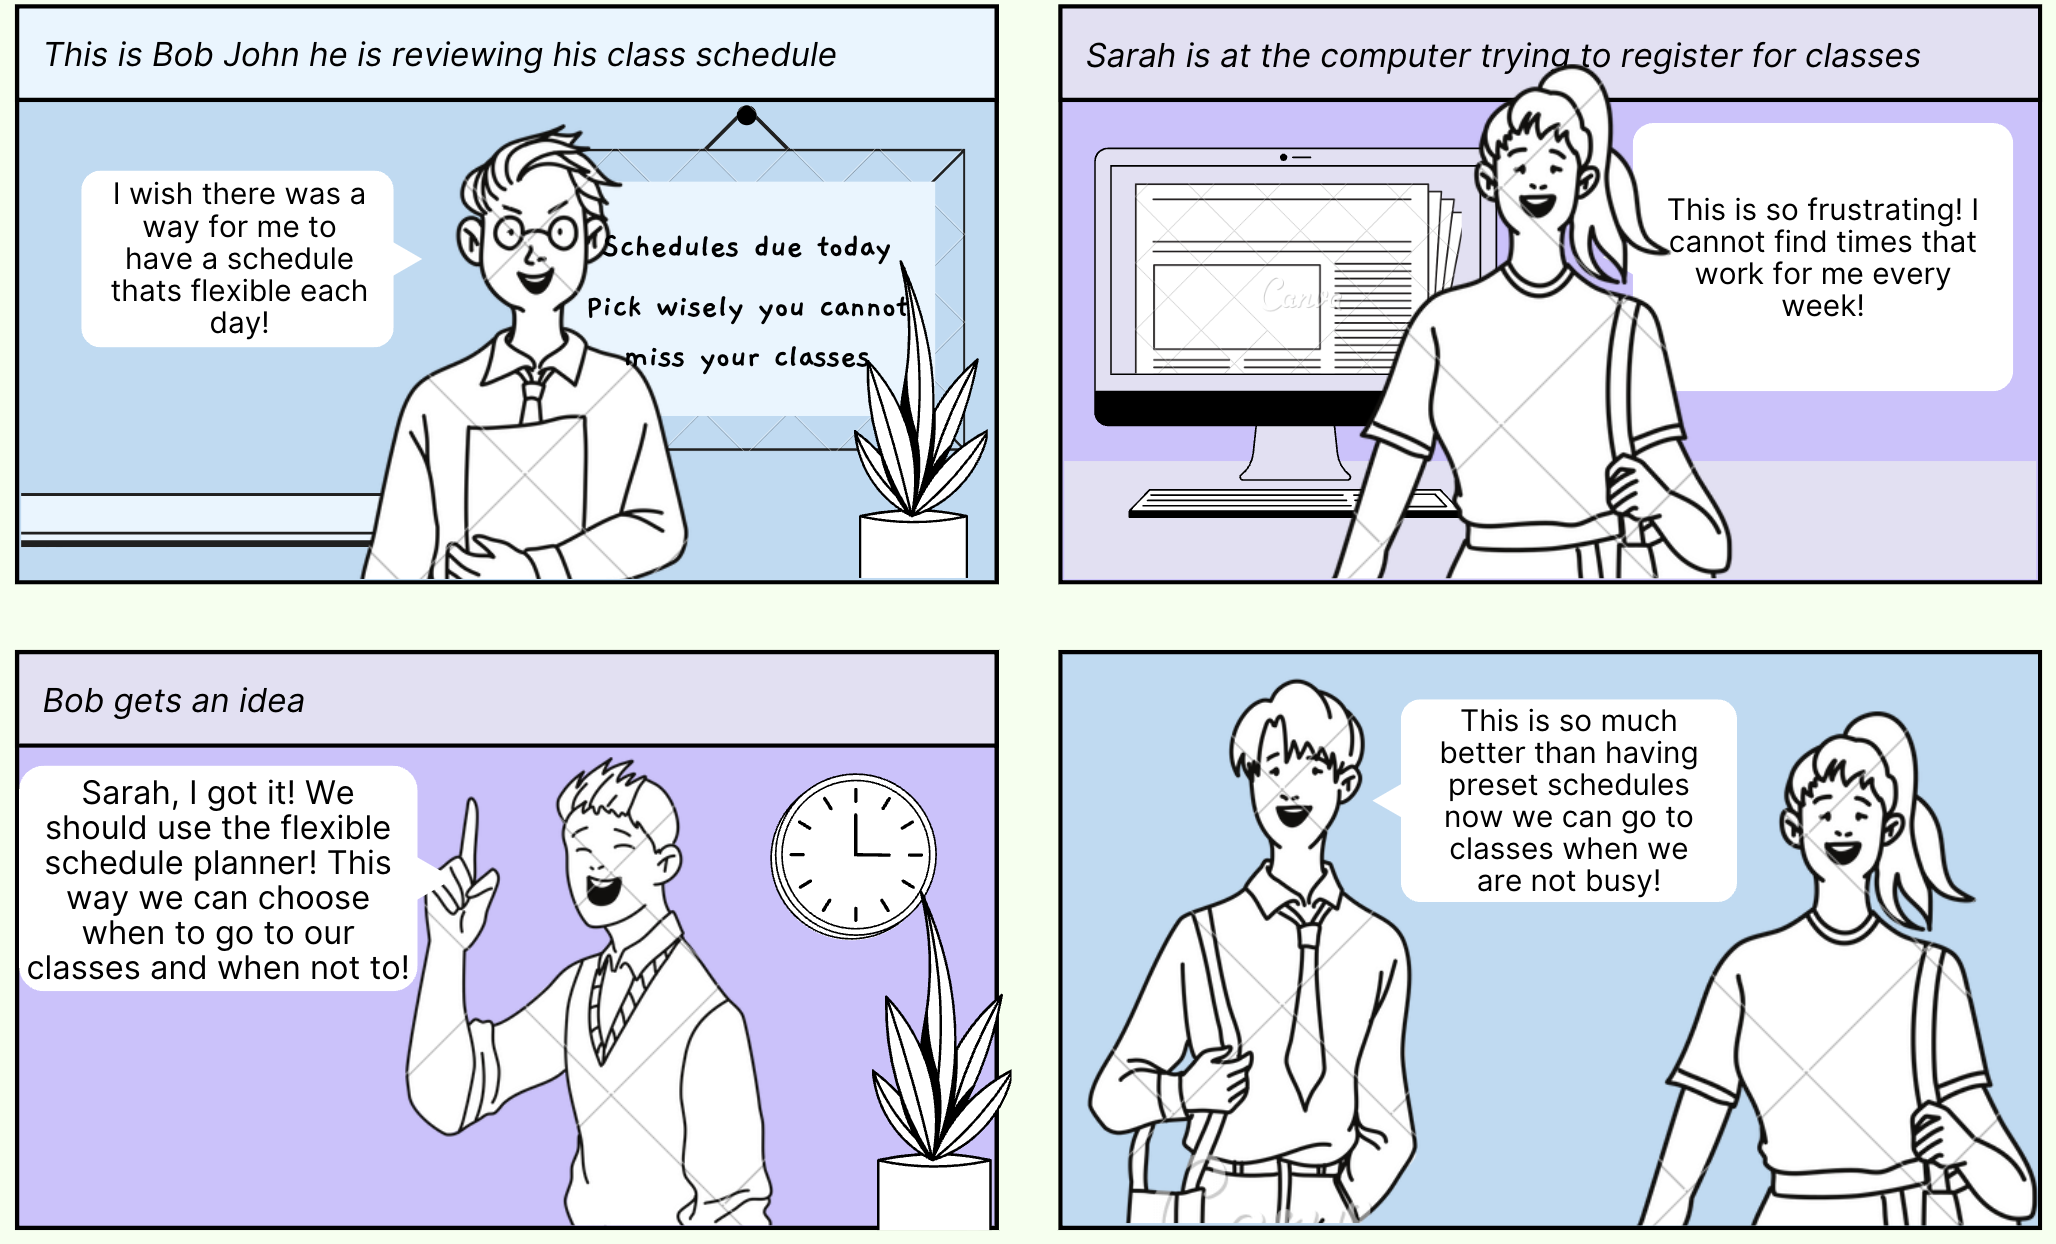 This is Bob John he is reviewing his class schedule
I wish there was a
way for me to
have a schedule
thats flexible each
day!
Schedules due today
Pick wisely you cannot
miss your classes
Sarah is at the computer trying to register for classes
Canva
This is so frustrating! I
cannot find times that
work for me every
week!
Bob gets an idea
Sarah, I got it! We
should use the flexible
schedule planner! This
way we can choose
when to go to our
classes and when not to!
This is so much
better than having
preset schedules
now we can go to
classes when we
are not busy!